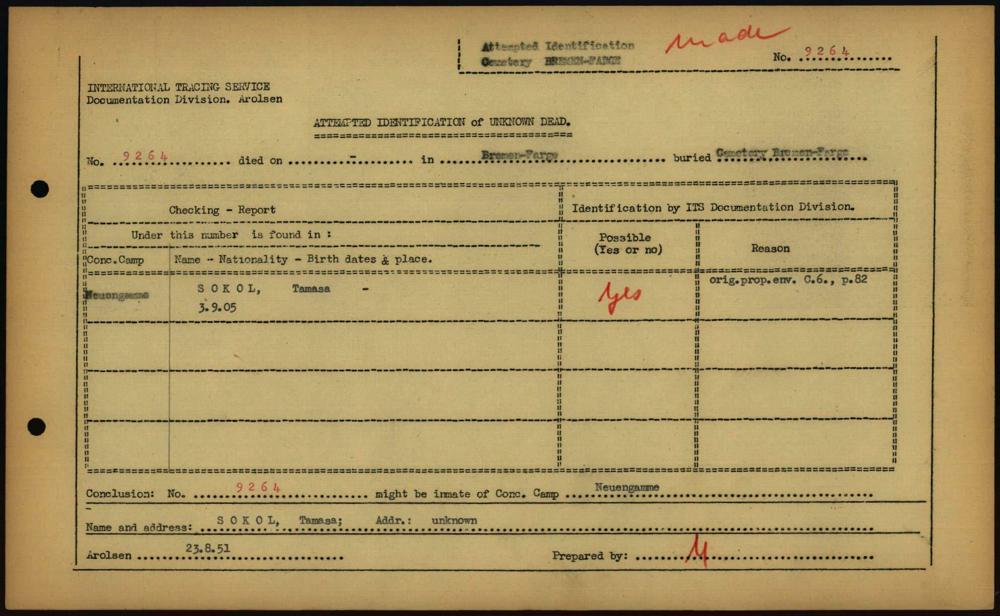 Attempted Identification made
Cemetery BREMEN-FARGE No. 9264
INTERNATIONAL TRACING SERVICE
Documentation Division. Arolsen
ATTEMPTED IDENTIFICATION of UNKNOWN DEAD.
No. 9264 died on - in Bremen-Farge buried Cemetery Bremen-Farge
Checking - Report Identification by ITS Documentation Division.
Under this number is found in : Possible (Yes or no) Reason
Conc.Camp Name - Nationality - Birth dates & place.
Neuengamme SOKOL, Tamasa - Yes orig.prop.env. C.6., p.82
3.9.05
Conclusion: No. 9264 might be inmate of Conc. Camp Neuengamme
Name and address: SOKOL, Tamasa; Addr.: unknown
Arolsen 23.8.51 Prepared by: